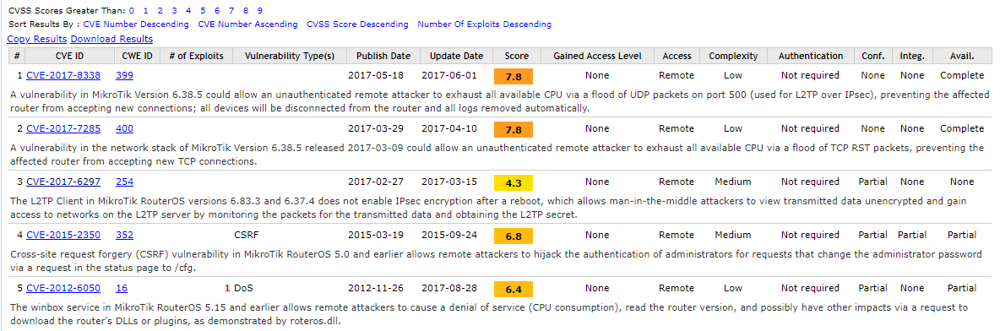 CVSS Scores Greater Than: 0 1 2 3 4 5 6 7 8 9
Sort Results By : CVE Number Descending CVE Number Ascending CVSS Score Descending Number Of Exploits Descending
Copy Results Download Results
# CVE ID CWE ID # of Exploits Vulnerability Type(s) Publish Date Update Date Score Gained Access Level Access Complexity Authentication Conf. Integ. Avail.
1 CVE-2017-8338 399 2017-05-18 2017-06-01 7.8 None Remote Low Not required None None Complete
A vulnerability in MikroTik Version 6.38.5 could allow an unauthenticated remote attacker to exhaust all available CPU via a flood of UDP packets on port 500 (used for L2TP over IPsec), preventing the affected
router from accepting new connections; all devices will be disconnected from the router and all logs removed automatically.
2 CVE-2017-7285 400 2017-03-29 2017-04-10 7.8 None Remote Low Not required None None Complete
A vulnerability in the network stack of MikroTik Version 6.38.5 released 2017-03-09 could allow an unauthenticated remote attacker to exhaust all available CPU via a flood of TCP RST packets, preventing the
affected router from accepting new TCP connections.
3 CVE-2017-6297 254 2017-02-27 2017-03-15 4.3 None Remote Medium Not required Partial None None
The L2TP Client in MikroTik RouterOS versions 6.83.3 and 6.37.4 does not enable IPsec encryption after a reboot, which allows man-in-the-middle attackers to view transmitted data unencrypted and gain
access to networks on the L2TP server by monitoring the packets for the transmitted data and obtaining the L2TP secret.
4 CVE-2015-2350 352 CSRF 2015-03-19 2015-09-24 6.8 None Remote Medium Not required Partial Partial Partial
Cross-site request forgery (CSRF) vulnerability in MikroTik RouterOS 5.0 and earlier allows remote attackers to hijack the authentication of administrators for requests that change the administrator password
via a request in the status page to /cfg.
5 CVE-2012-6050 16 1 DoS 2012-11-26 2017-08-28 6.4 None Remote Low Not required Partial None Partial
The winbox service in MikroTik RouterOS 5.15 and earlier allows remote attackers to cause a denial of service (CPU consumption), read the router version, and possibly have other impacts via a request to
download the router's DLLs or plugins, as demonstrated by roteros.dll.